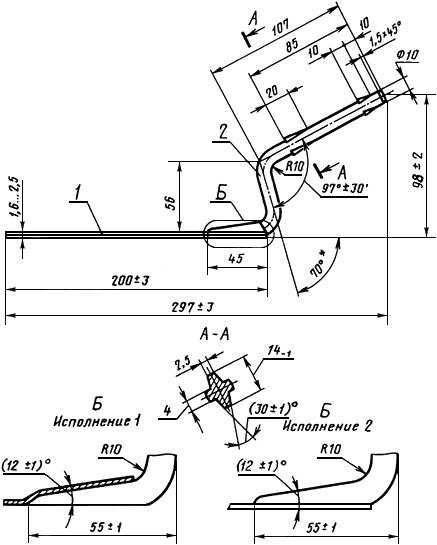 А
107
10
85
10
1,5×45°
Ф10
20
2
А
R10
97°±30'
98±2
Б
1
56
1,6...2,5
45
70°*
200±3
297±3
А-А
2,5
14₋₁
4
(30±1)°
Б
Исполнение 1
Б
Исполнение 2
R10
(12±1)°
55±1
R10
(12±1)°
55±1